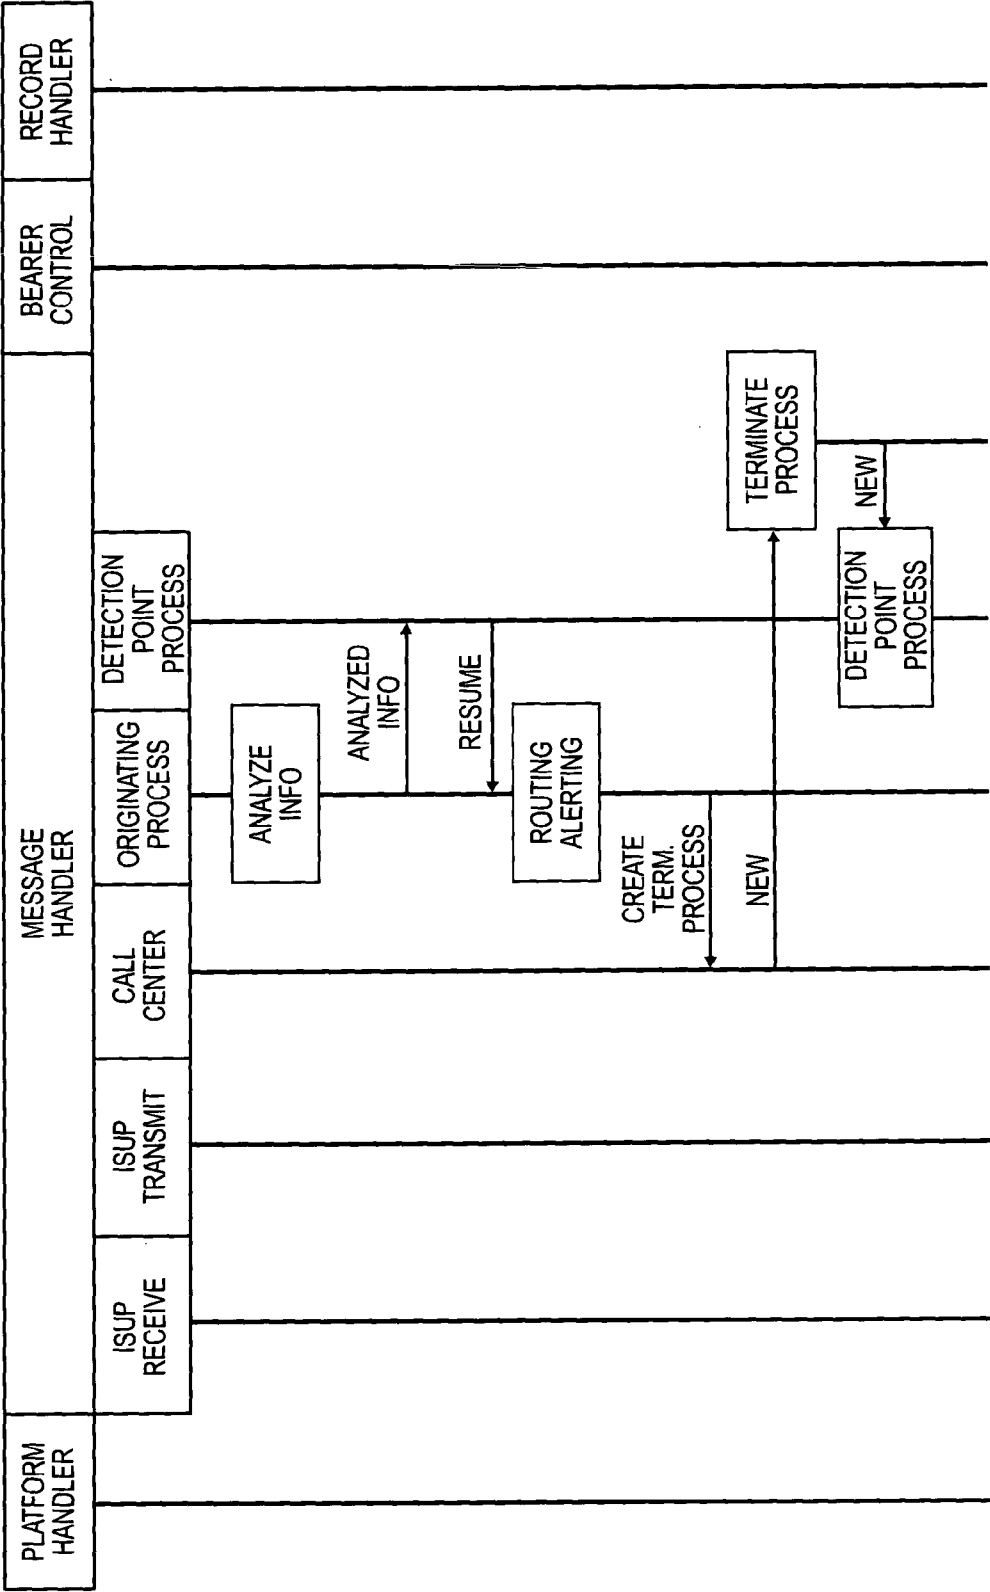 PLATFORM
HANDLER
MESSAGE
HANDLER
BEARER
CONTROL
RECORD
HANDLER
ISUP
RECEIVE
ISUP
TRANSMIT
CALL
CENTER
ORIGINATING
PROCESS
DETECTION
POINT
PROCESS
ANALYZE
INFO
ANALYZED
INFO
RESUME
ROUTING
ALERTING
CREATE
TERM.
PROCESS
NEW
TERMINATE
PROCESS
NEW
DETECTION
POINT
PROCESS